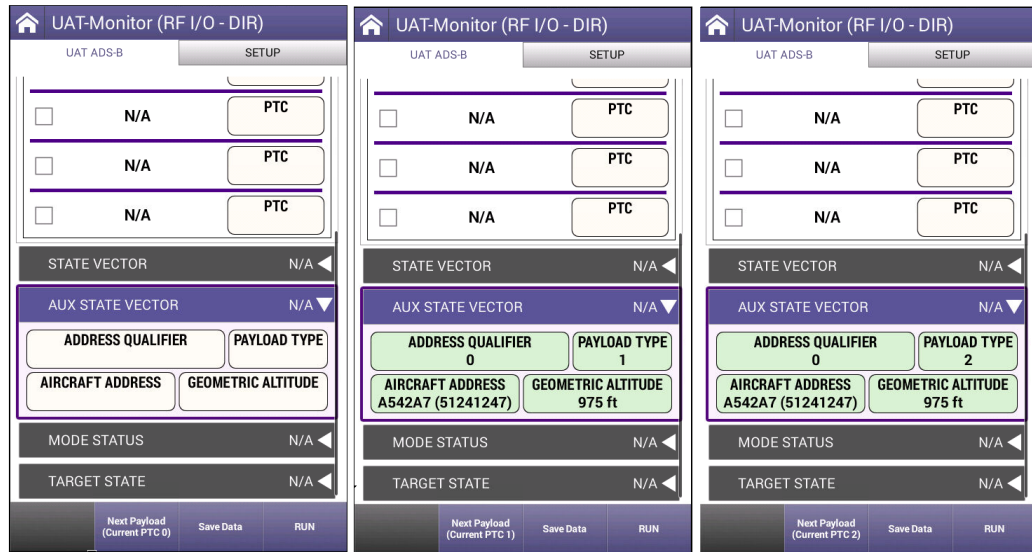 UAT-Monitor (RF I/O - DIR)
UAT ADS-B
SETUP
N/A
PTC
N/A
PTC
N/A
PTC
STATE VECTOR
N/A
AUX STATE VECTOR
N/A
ADDRESS QUALIFIER
PAYLOAD TYPE
AIRCRAFT ADDRESS
GEOMETRIC ALTITUDE
MODE STATUS
N/A
TARGET STATE
N/A
Next Payload
(Current PTC 0)
Save Data
RUN
UAT-Monitor (RF I/O - DIR)
UAT ADS-B
SETUP
N/A
PTC
N/A
PTC
N/A
PTC
STATE VECTOR
N/A
AUX STATE VECTOR
N/A
ADDRESS QUALIFIER
0
PAYLOAD TYPE
1
AIRCRAFT ADDRESS
A542A7 (51241247)
GEOMETRIC ALTITUDE
975 ft
MODE STATUS
N/A
TARGET STATE
N/A
Next Payload
(Current PTC 1)
Save Data
RUN
UAT-Monitor (RF I/O - DIR)
UAT ADS-B
SETUP
N/A
PTC
N/A
PTC
N/A
PTC
STATE VECTOR
N/A
AUX STATE VECTOR
N/A
ADDRESS QUALIFIER
0
PAYLOAD TYPE
2
AIRCRAFT ADDRESS
A542A7 (51241247)
GEOMETRIC ALTITUDE
975 ft
MODE STATUS
N/A
TARGET STATE
N/A
Next Payload
(Current PTC 2)
Save Data
RUN